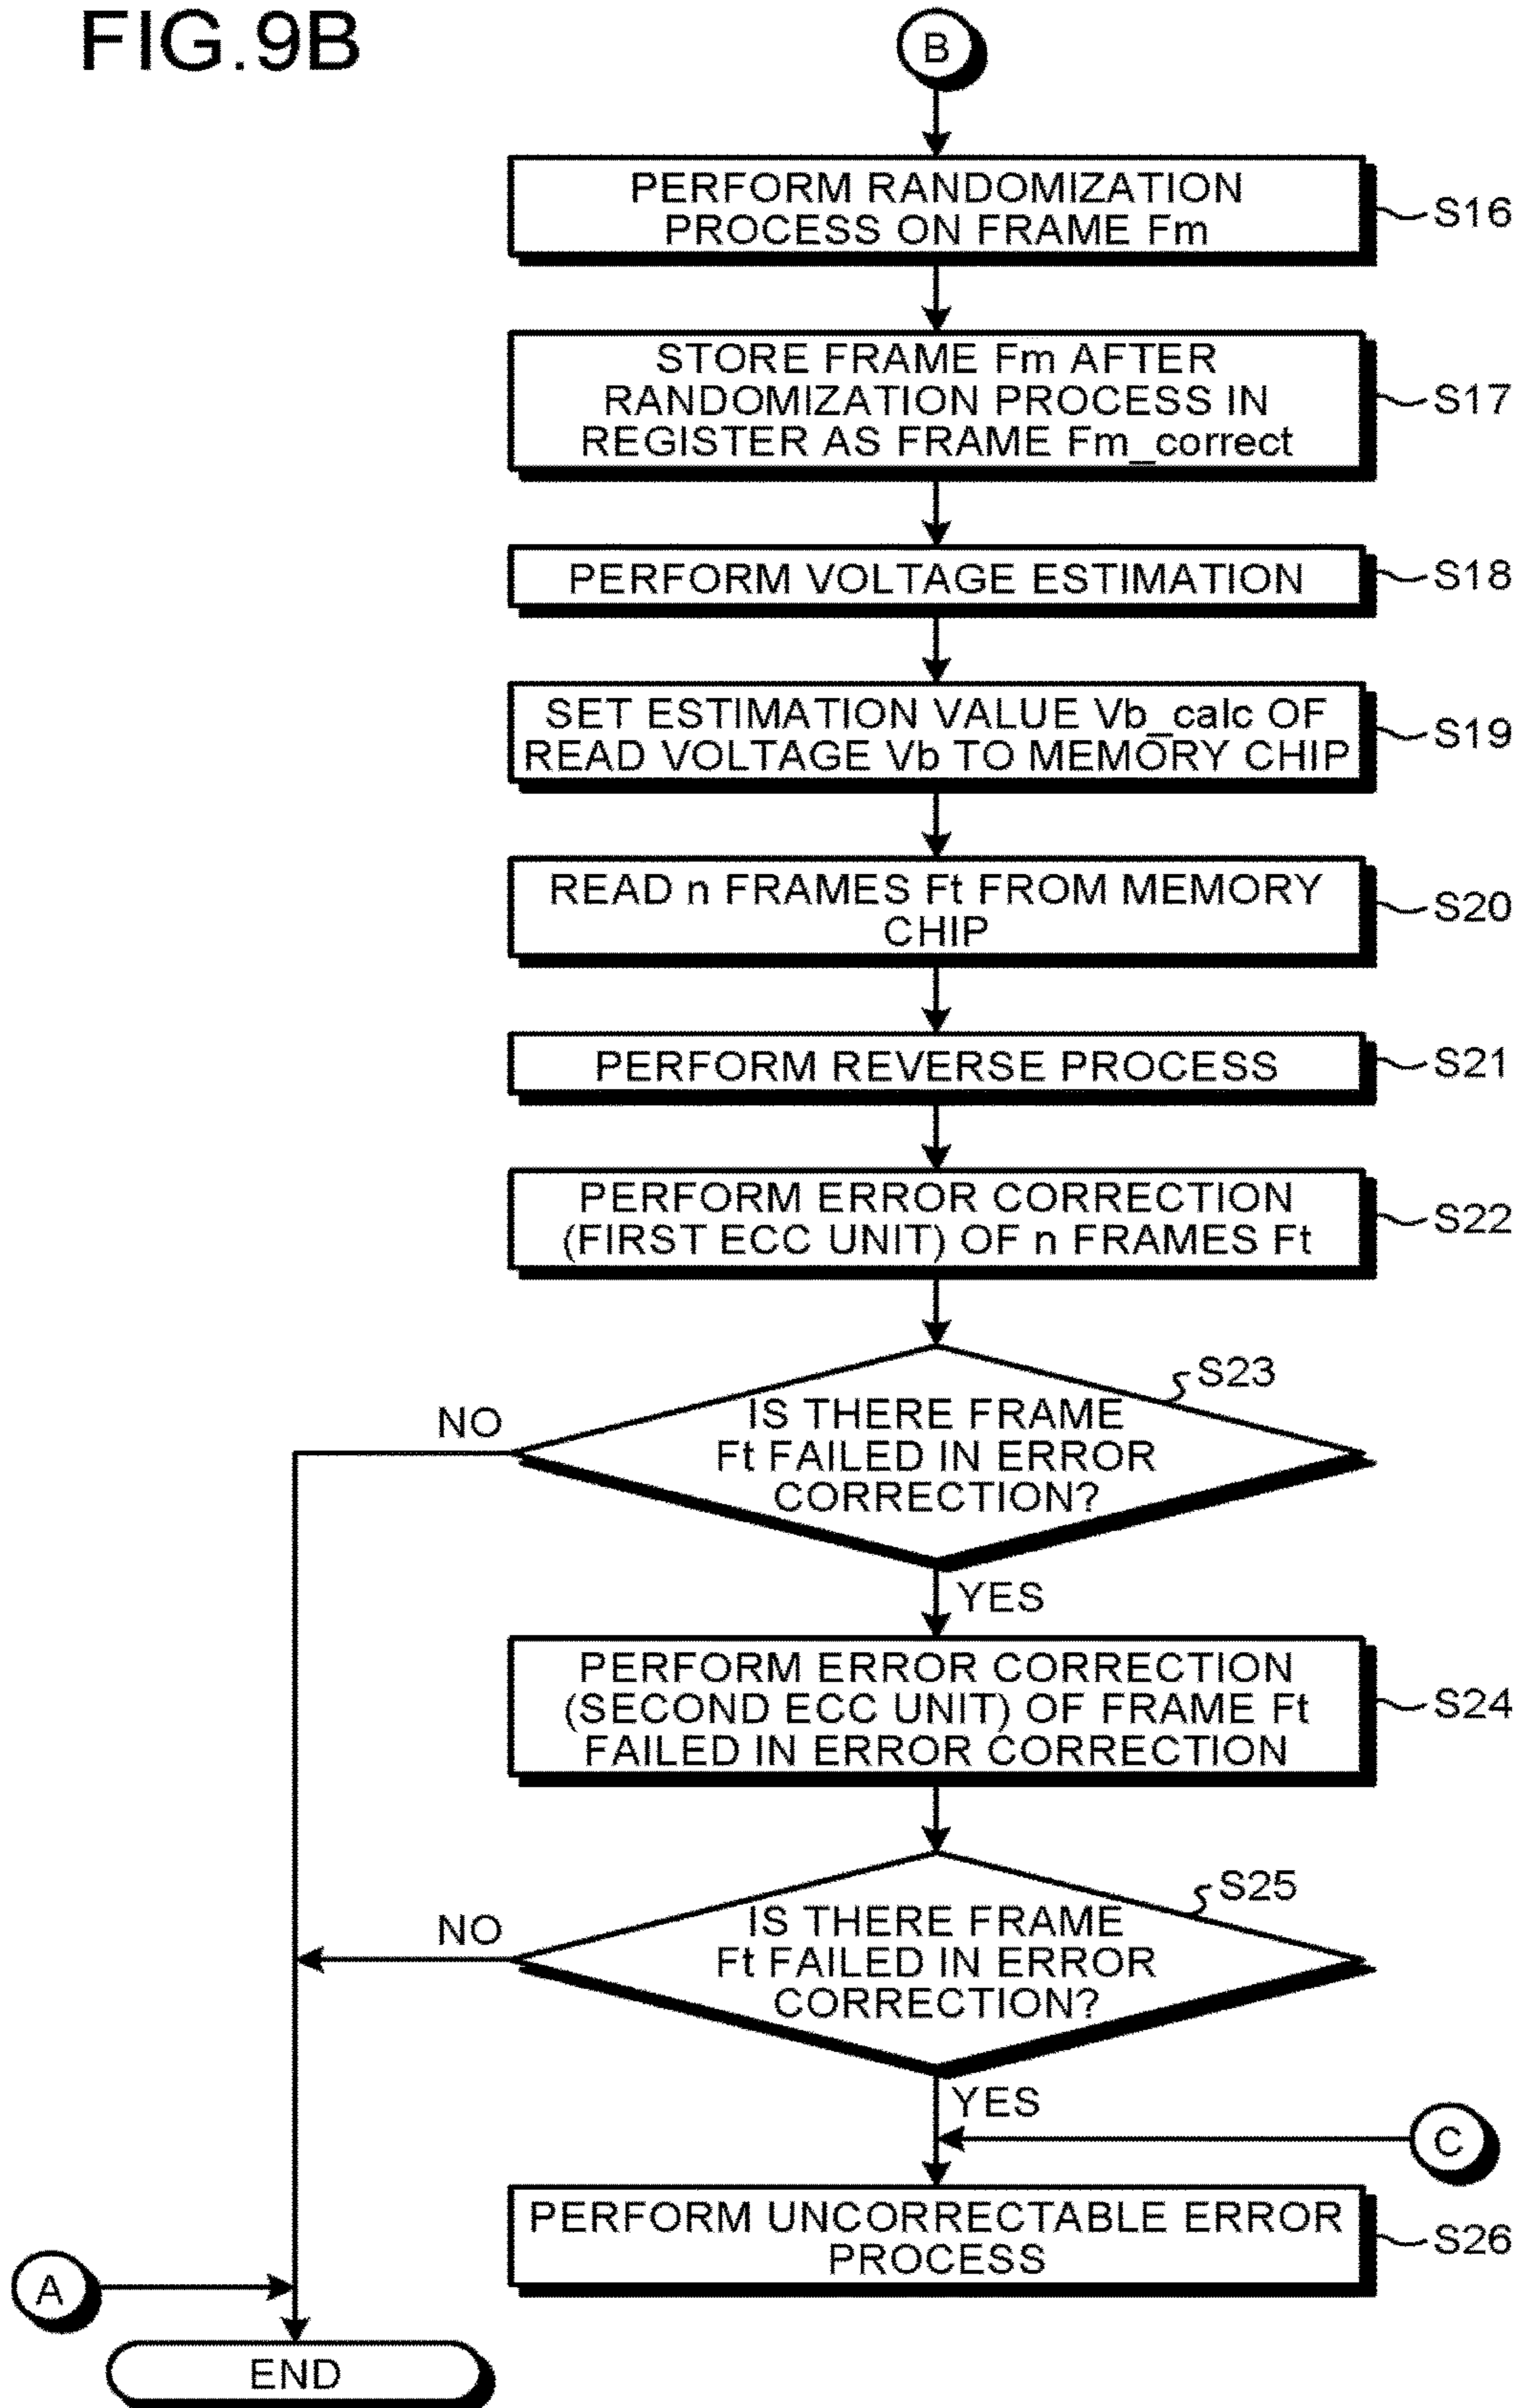 FIG.9B
B
PERFORM RANDOMIZATION
PROCESS ON FRAME Fm
S16
STORE FRAME Fm AFTER
RANDOMIZATION PROCESS IN
REGISTER AS FRAME Fm_correct
S17
PERFORM VOLTAGE ESTIMATION
S18
SET ESTIMATION VALUE Vb_calc OF
READ VOLTAGE Vb TO MEMORY CHIP
S19
READ n FRAMES Ft FROM MEMORY
CHIP
S20
PERFORM REVERSE PROCESS
S21
PERFORM ERROR CORRECTION
(FIRST ECC UNIT) OF n FRAMES Ft
S22
S23
NO
IS THERE FRAME
Ft FAILED IN ERROR
CORRECTION?
YES
PERFORM ERROR CORRECTION
(SECOND ECC UNIT) OF FRAME Ft
FAILED IN ERROR CORRECTION
S24
S25
NO
IS THERE FRAME
Ft FAILED IN ERROR
CORRECTION?
YES
C
PERFORM UNCORRECTABLE ERROR
PROCESS
S26
A
END